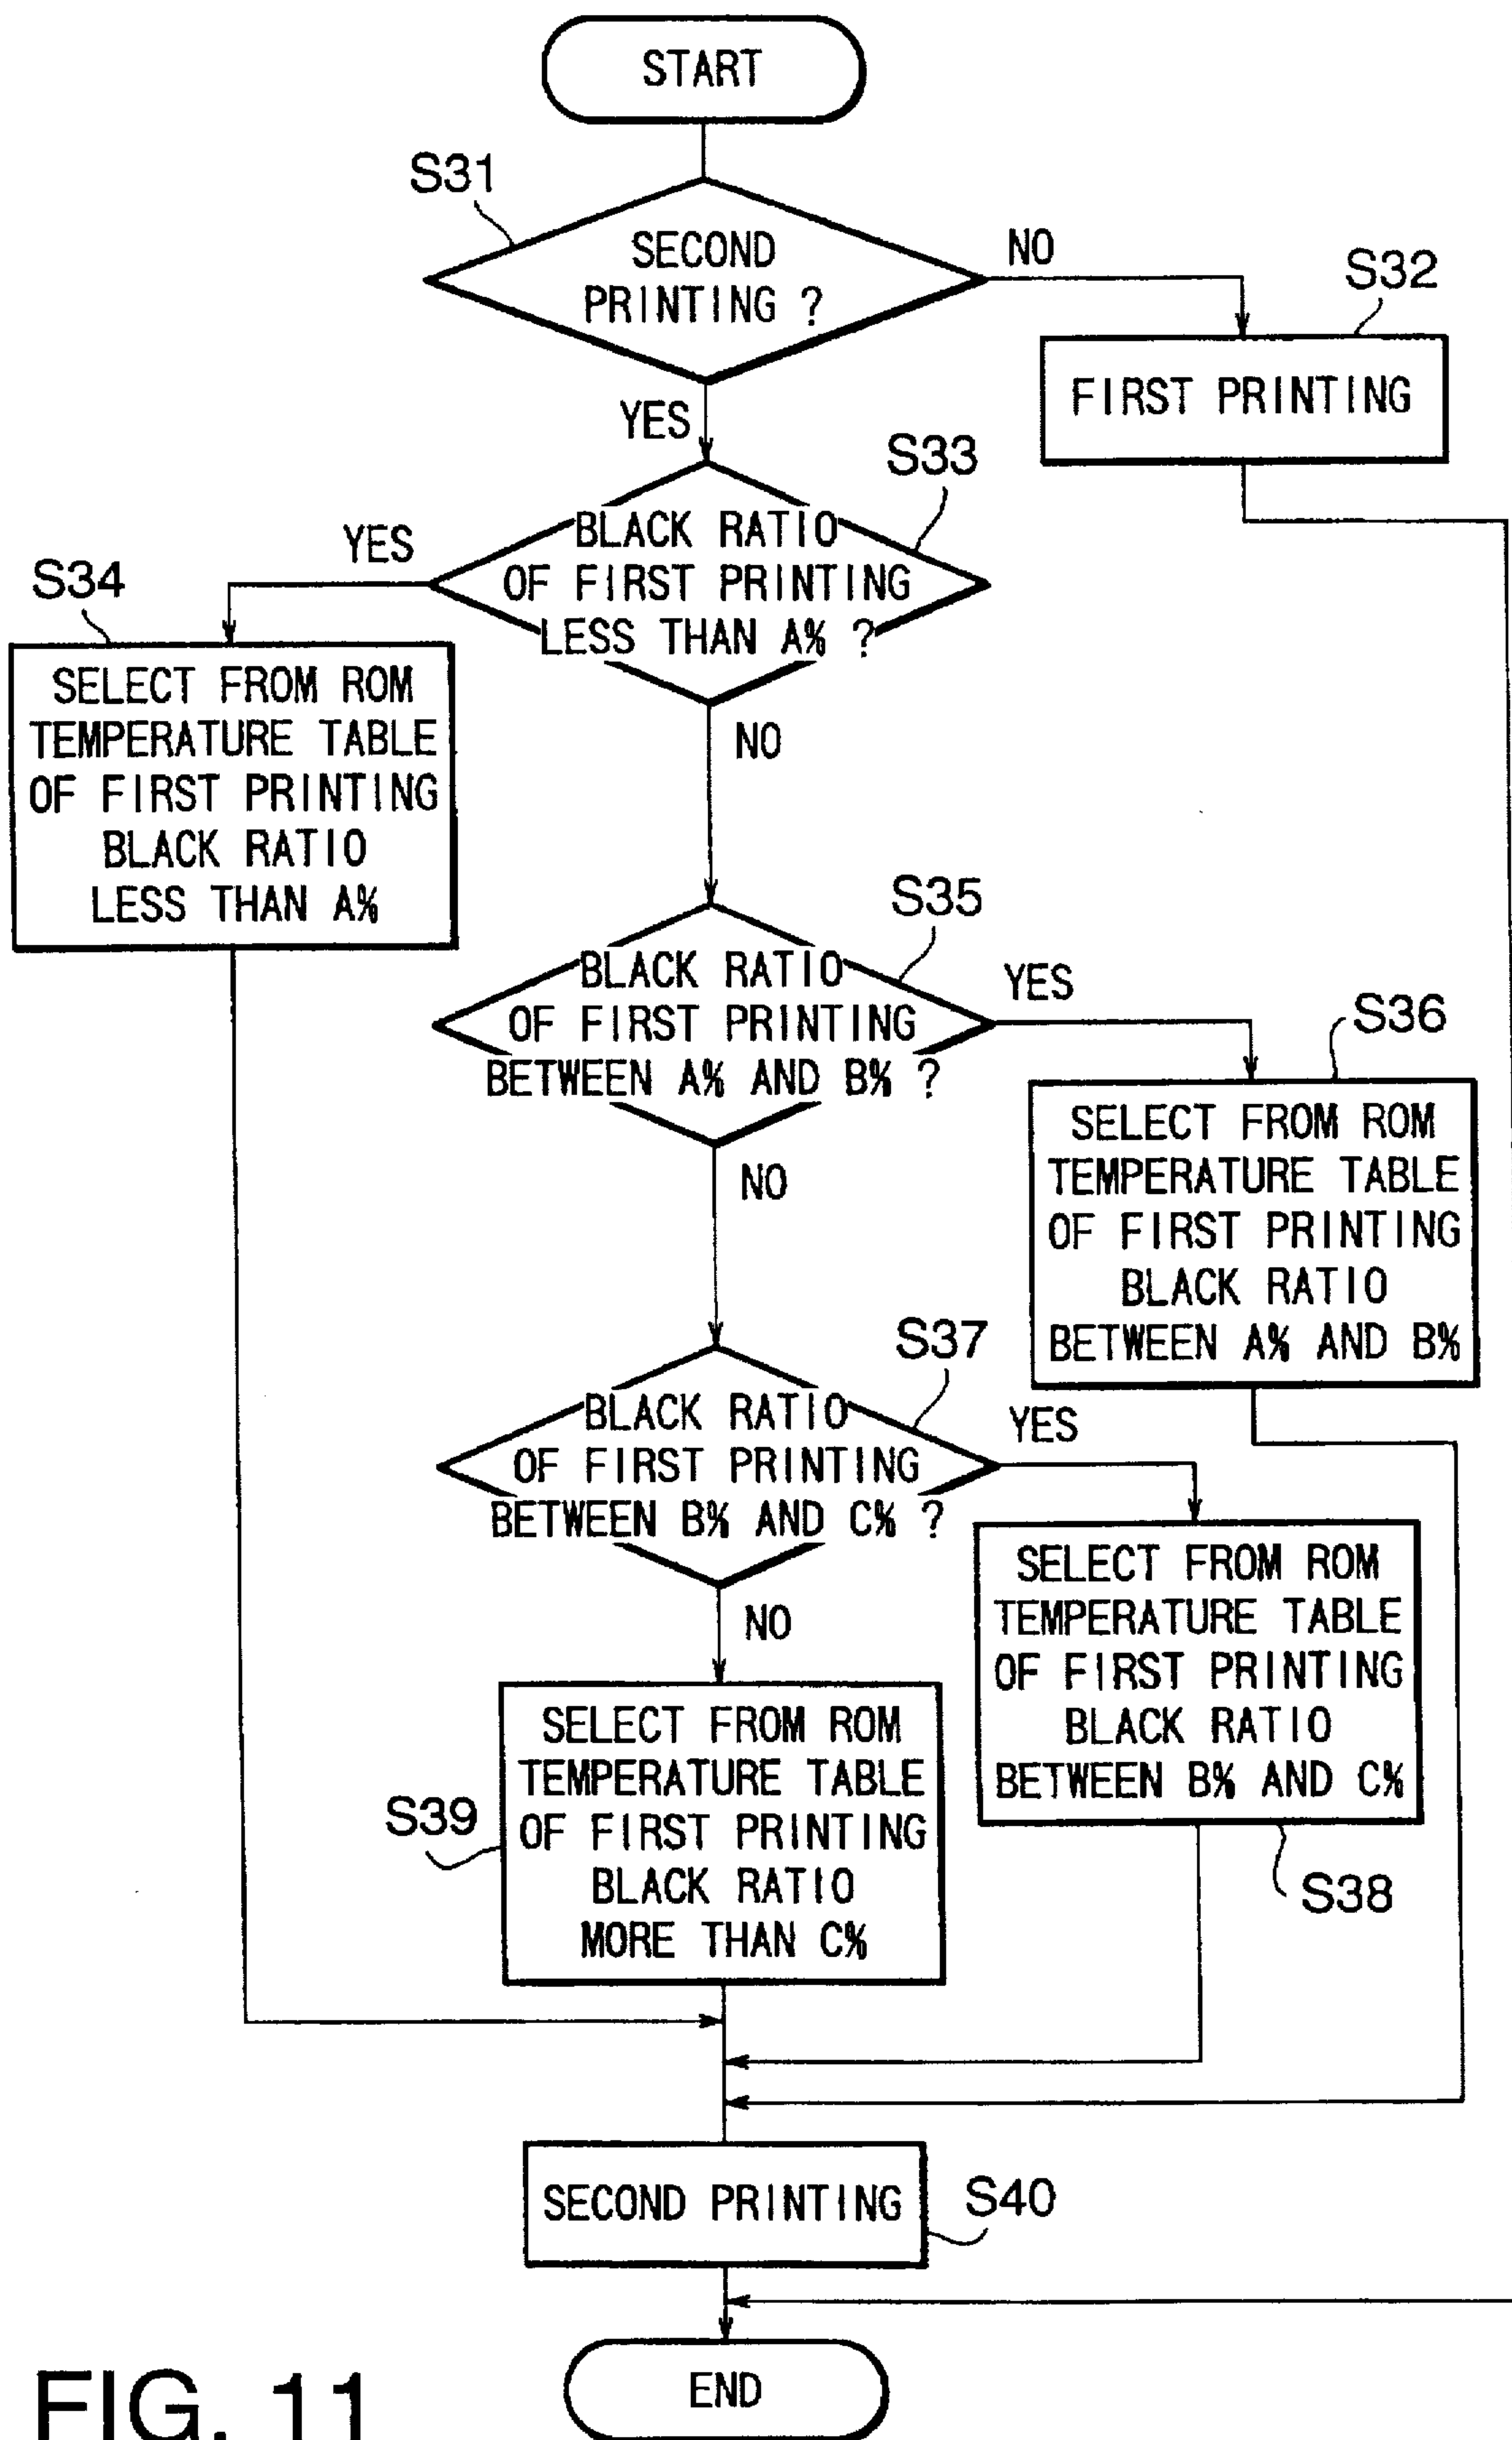 START
S31
SECOND
PRINTING ?
NO
S32
FIRST PRINTING
YES
S33
BLACK RATIO
OF FIRST PRINTING
LESS THAN A% ?
YES
S34
SELECT FROM ROM
TEMPERATURE TABLE
OF FIRST PRINTING
BLACK RATIO
LESS THAN A%
NO
S35
BLACK RATIO
OF FIRST PRINTING
BETWEEN A% AND B% ?
YES
S36
SELECT FROM ROM
TEMPERATURE TABLE
OF FIRST PRINTING
BLACK RATIO
BETWEEN A% AND B%
NO
S37
BLACK RATIO
OF FIRST PRINTING
BETWEEN B% AND C% ?
YES
SELECT FROM ROM
TEMPERATURE TABLE
OF FIRST PRINTING
BLACK RATIO
BETWEEN B% AND C%
S38
NO
S39
SELECT FROM ROM
TEMPERATURE TABLE
OF FIRST PRINTING
BLACK RATIO
MORE THAN C%
SECOND PRINTING
S40
END
FIG. 11